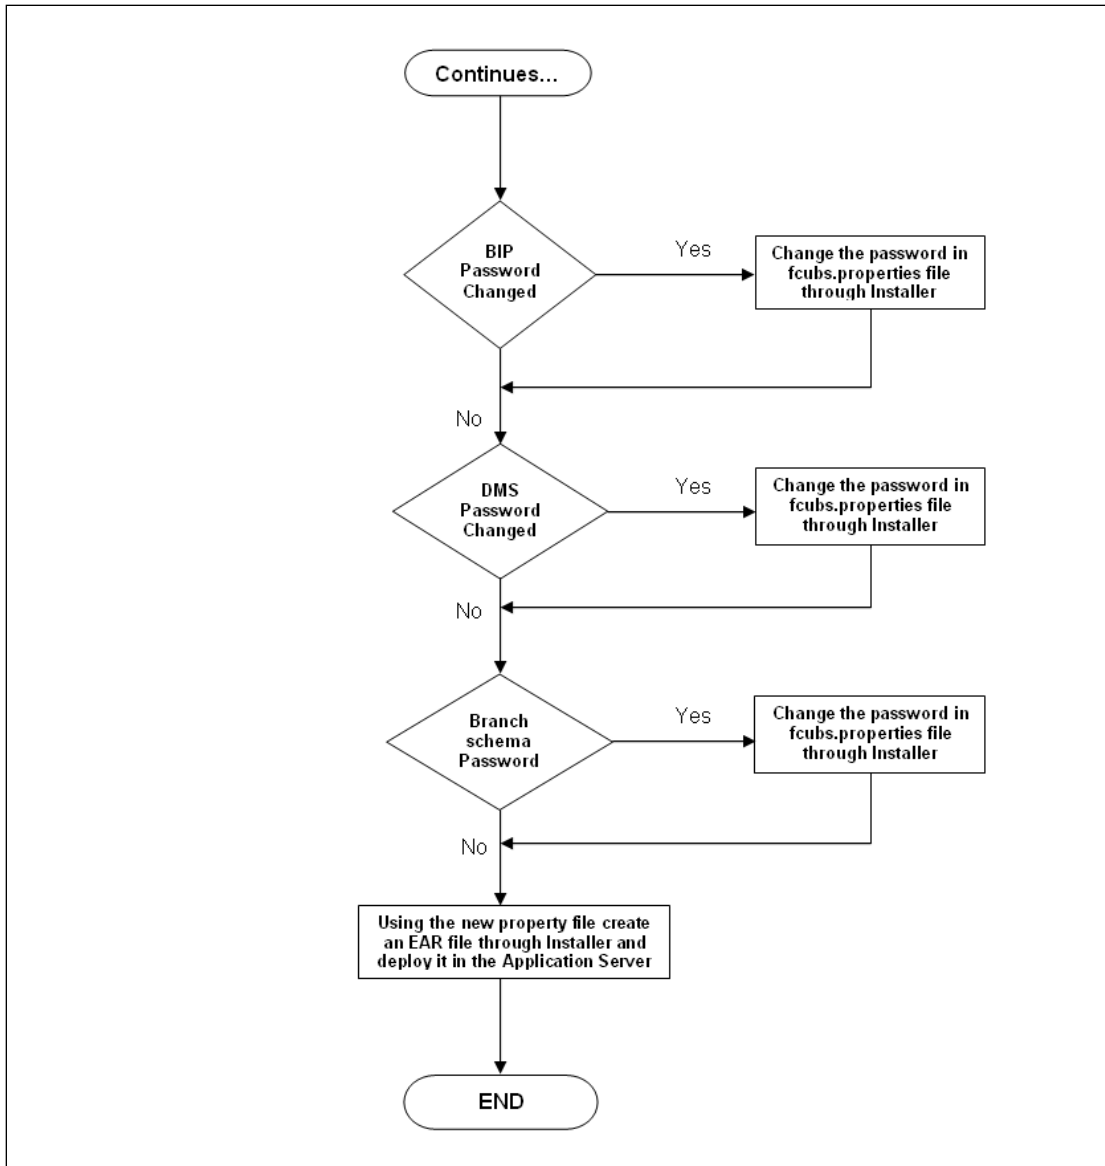 Continues...
BIP
Password
Changed
Yes
Change the password in
fcubs.properties file
through Installer
No
DMS
Password
Changed
Yes
Change the password in
fcubs.properties file
through Installer
No
Branch
schema
Password
Yes
Change the password in
fcubs.properties file
through Installer
No
Using the new property file create
an EAR file through Installer and
deploy it in the Application Server
END